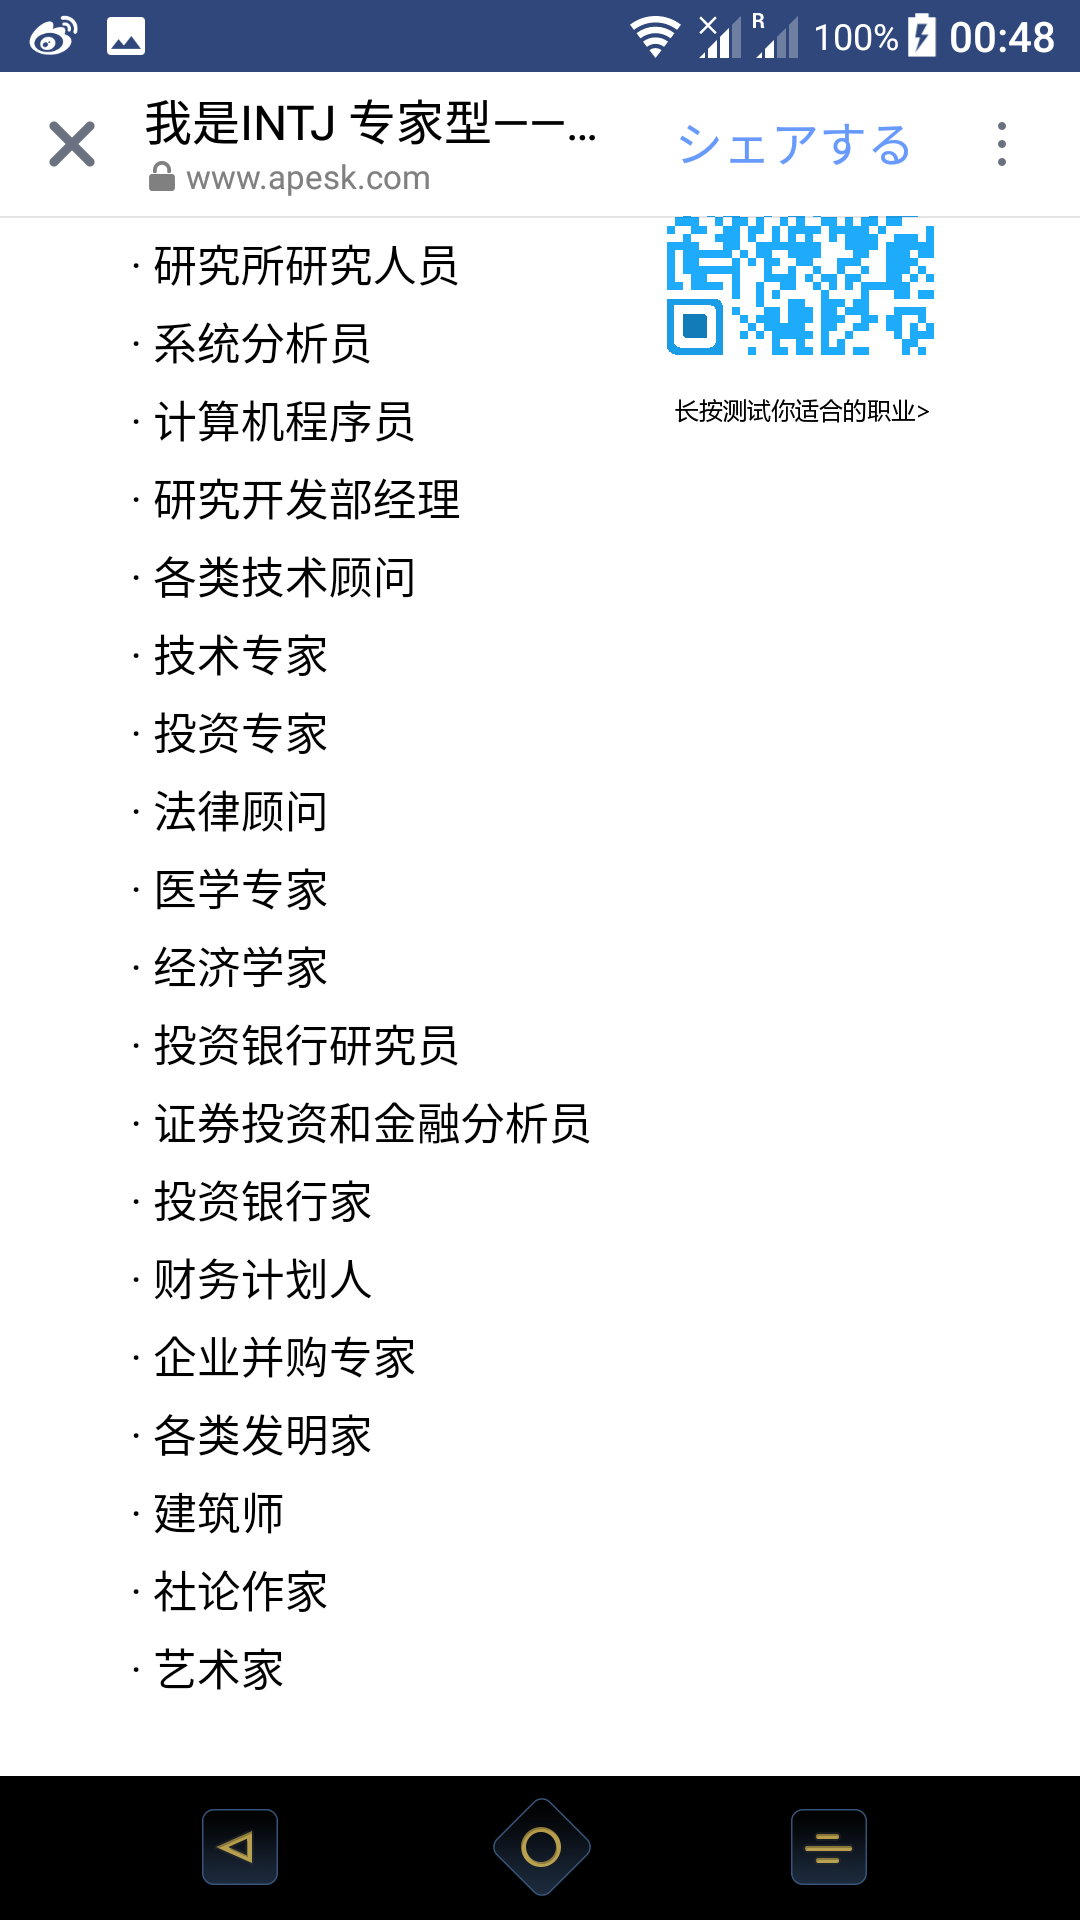 R
100%
00:48
我是INTJ 专家型——...
www.apesk.com
シェアする
· 研究所研究人员
· 系统分析员
· 计算机程序员
长按测试你适合的职业>
· 研究开发部经理
· 各类技术顾问
· 技术专家
· 投资专家
· 法律顾问
· 医学专家
· 经济学家
· 投资银行研究员
· 证券投资和金融分析员
· 投资银行家
· 财务计划人
· 企业并购专家
· 各类发明家
· 建筑师
· 社论作家
· 艺术家